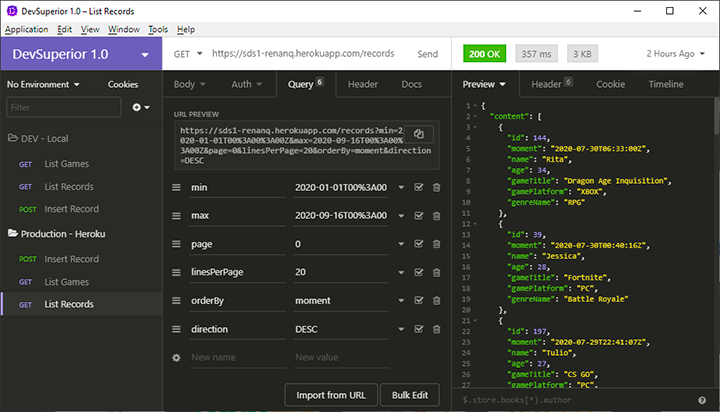 DevSuperior 1.0 – List Records
Application Edit View Window Tools Help
DevSuperior 1.0
GET https://sds1-renanq.herokuapp.com/records Send
200 OK 357 ms 3 KB 2 Hours Ago
No Environment Cookies
Filter
DEV - Local
GET List Games
GET List Records
POST Insert Record
Production - Heroku
POST Insert Record
GET List Games
GET List Records
Body Auth Query 6 Header Docs
URL PREVIEW
https://sds1-renanq.herokuapp.com/records?min=2
020-01-01T00%3A00%3A00Z&max=2020-09-16T00%3A00%
3A00Z&page=0&linesPerPage=20&orderBy=moment&direction
=DESC
min 2020-01-01T00%3A00
max 2020-09-16T00%3A00
page 0
linesPerPage 20
orderBy moment
direction DESC
New name New value
Import from URL Bulk Edit
Preview Header 6 Cookie Timeline
1 {
2 "content": [
3 {
4 "id": 144,
5 "moment": "2020-07-30T06:33:00Z",
6 "name": "Rita",
7 "age": 34,
8 "gameTitle": "Dragon Age Inquisition",
9 "gamePlatform": "XBOX",
10 "genreName": "RPG"
11 },
12 {
13 "id": 39,
14 "moment": "2020-07-30T00:40:16Z",
15 "name": "Jessica",
16 "age": 28,
17 "gameTitle": "Fortnite",
18 "gamePlatform": "PC",
19 "genreName": "Battle Royale"
20 },
21 {
22 "id": 197,
23 "moment": "2020-07-29T22:41:07Z",
24 "name": "Tulio",
25 "age": 27,
26 "gameTitle": "CS GO",
27 "gamePlatform": "PC",
$.store.books[*].author